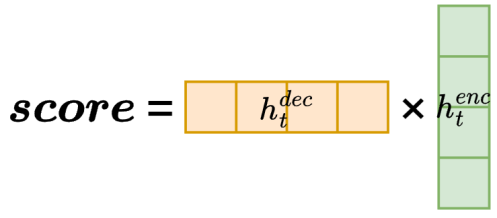 score = h_t^{dec} × h_t^{enc}